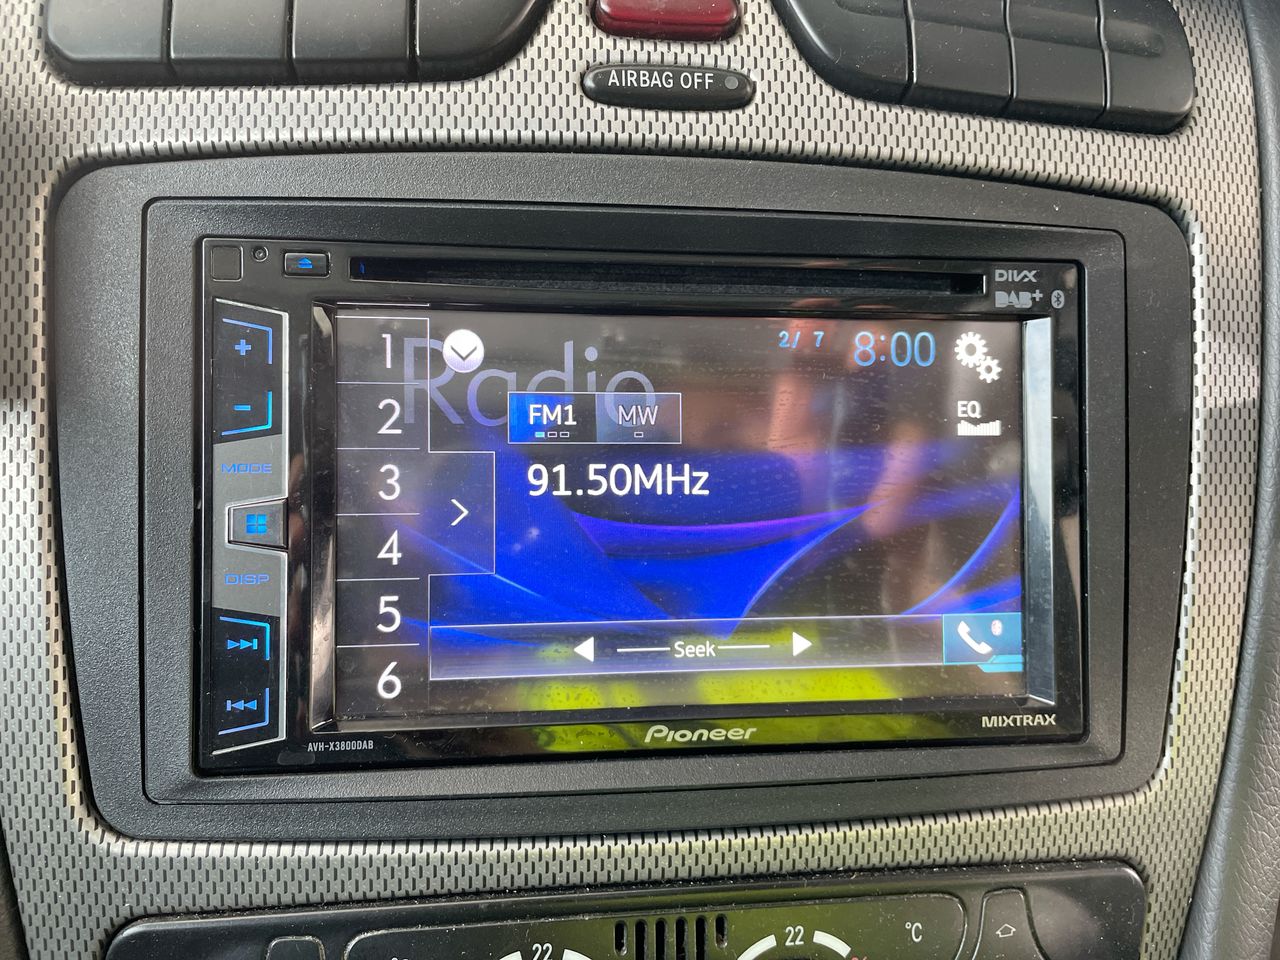 AIRBAG OFF
DIVX
DAB+
+
−
MODE
DISP
1
2
3
4
5
6
Radio
2/ 7
8:00
FM1
MW
EQ
91.50MHz
Seek
Pioneer
MIXTRAX
AVH-X3800DAB
22
22
°C